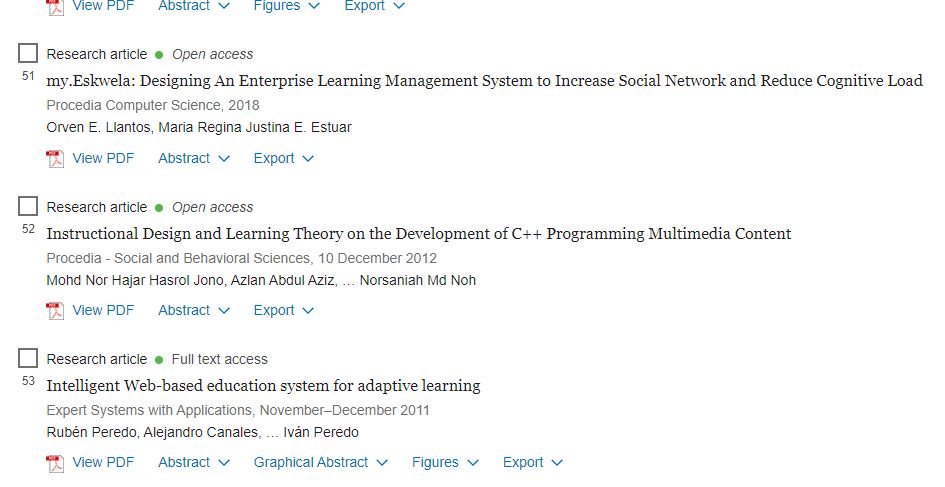 View PDF Abstract Figures Export
Research article Open access
51 my.Eskwela: Designing An Enterprise Learning Management System to Increase Social Network and Reduce Cognitive Load
Procedia Computer Science, 2018
Orven E. Llantos, Maria Regina Justina E. Estuar
View PDF Abstract Export
Research article Open access
52 Instructional Design and Learning Theory on the Development of C++ Programming Multimedia Content
Procedia - Social and Behavioral Sciences, 10 December 2012
Mohd Nor Hajar Hasrol Jono, Azlan Abdul Aziz, … Norsaniah Md Noh
View PDF Abstract Export
Research article Full text access
53 Intelligent Web-based education system for adaptive learning
Expert Systems with Applications, November–December 2011
Rubén Peredo, Alejandro Canales, … Iván Peredo
View PDF Abstract Graphical Abstract Figures Export